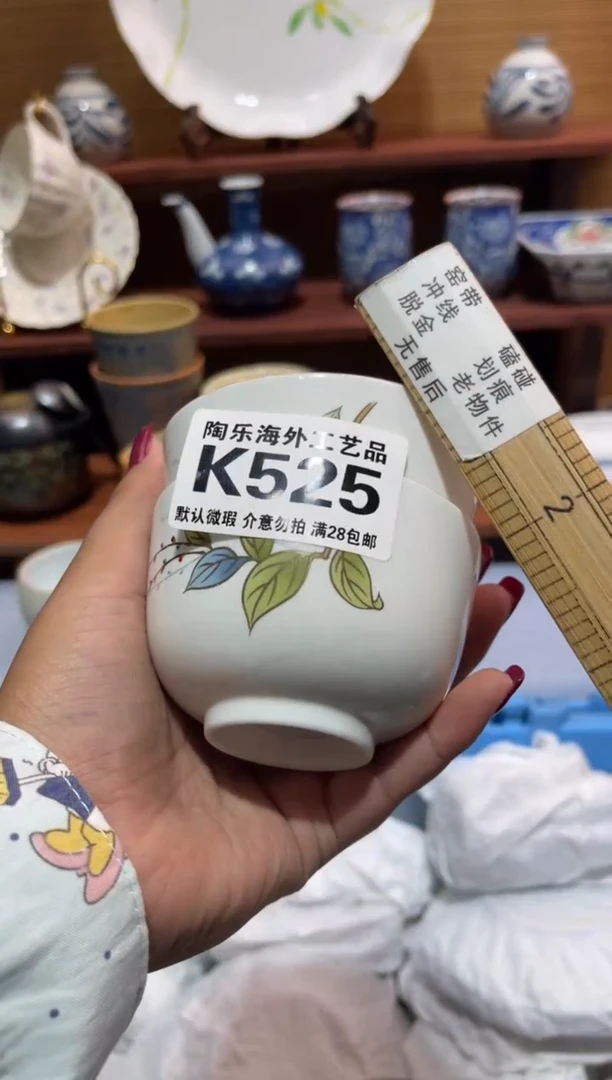 陶乐海外工艺品
K525
默认微瑕 介意勿拍 满28包邮
窑带 磕碰
冲线 划痕
脱金 老物件
无售后
2